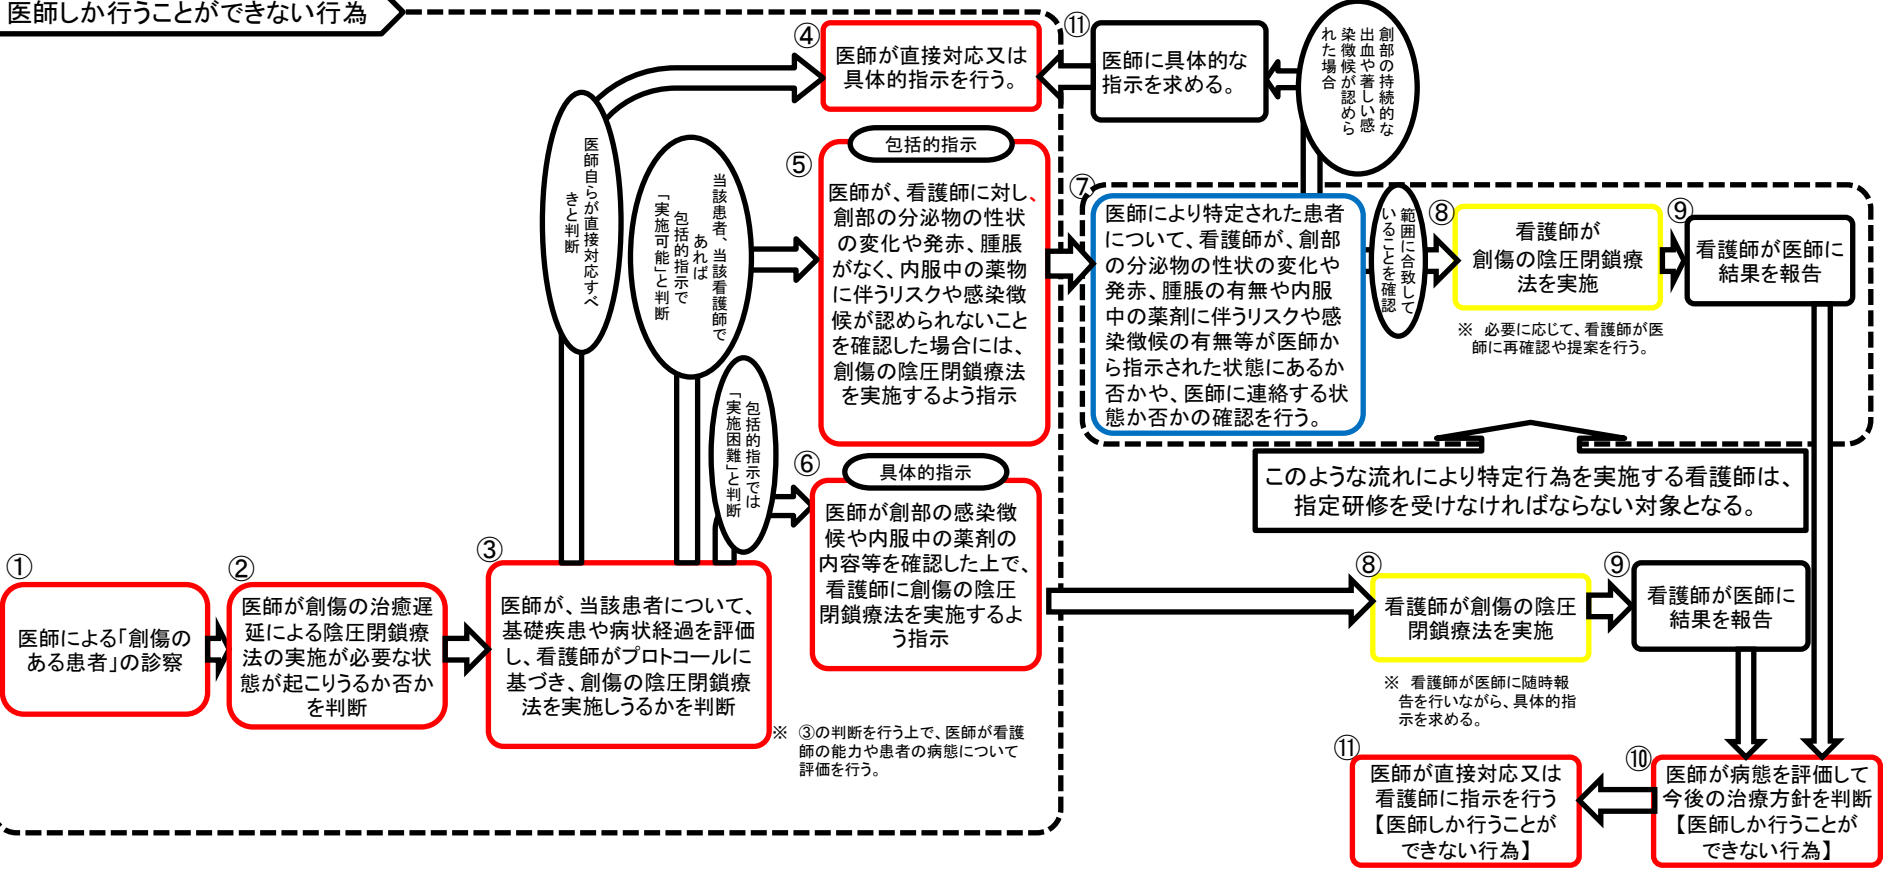 医師しか行うことができない行為
①
医師による「創傷の
ある患者」の診察
②
医師が創傷の治癒遅
延による陰圧閉鎖療
法の実施が必要な状
態が起こりうるか否か
を判断
③
医師が、当該患者について、
基礎疾患や病状経過を評価
し、看護師がプロトコールに
基づき、創傷の陰圧閉鎖療
法を実施しうるかを判断
※ ③の判断を行う上で、医師が看護
師の能力や患者の病態について
評価を行う。
医師自らが直接対応すべ
きと判断
④
医師が直接対応又は
具体的指示を行う。
当該患者、当該看護師で
あれば
包括的指示で
「実施可能」と判断
⑤
包括的指示
医師が、看護師に対し、
創部の分泌物の性状
の変化や発赤、腫脹
がなく、内服中の薬物
に伴うリスクや感染徴
候が認められないこと
を確認した場合には、
創傷の陰圧閉鎖療法
を実施するよう指示
包括的指示では
「実施困難」と判断
⑥
具体的指示
医師が創部の感染徴
候や内服中の薬剤の
内容等を確認した上で、
看護師に創傷の陰圧
閉鎖療法を実施するよ
う指示
⑦
医師により特定された患者
について、看護師が、創部
の分泌物の性状の変化や
発赤、腫脹の有無や内服
中の薬剤に伴うリスクや感
染徴候の有無等が医師か
ら指示された状態にあるか
否かや、医師に連絡する状
態か否かの確認を行う。
創部の持続的な
出血や著しい感
染徴候が認めら
れた場合
⑪
医師に具体的な
指示を求める。
範囲に合致して
いることを確認
⑧
看護師が
創傷の陰圧閉鎖療
法を実施
※ 必要に応じて、看護師が医
師に再確認や提案を行う。
⑨
看護師が医師に
結果を報告
このような流れにより特定行為を実施する看護師は、
指定研修を受けなければならない対象となる。
⑧
看護師が創傷の陰圧
閉鎖療法を実施
※ 看護師が医師に随時報
告を行いながら、具体的指
示を求める。
⑨
看護師が医師に
結果を報告
⑩
医師が病態を評価して
今後の治療方針を判断
【医師しか行うことが
できない行為】
⑪
医師が直接対応又は
看護師に指示を行う
【医師しか行うことが
できない行為】